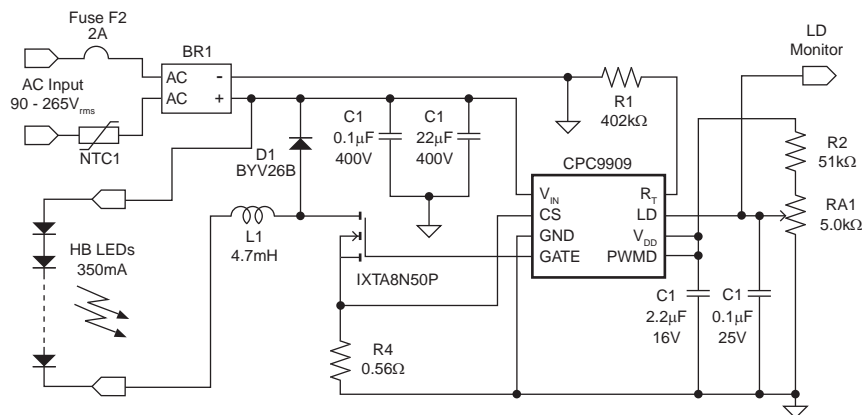 Fuse F2
2A
BR1
AC
-
AC
+
AC Input
90 - 265Vrms
NTC1
D1
BYV26B
C1
0.1μF
400V
C1
22μF
400V
R1
402kΩ
LD
Monitor
R2
51kΩ
RA1
5.0kΩ
CPC9909
VIN
CS
GND
GATE
RT
LD
VDD
PWMD
L1
4.7mH
IXTA8N50P
HB LEDs
350mA
R4
0.56Ω
C1
2.2μF
16V
C1
0.1μF
25V